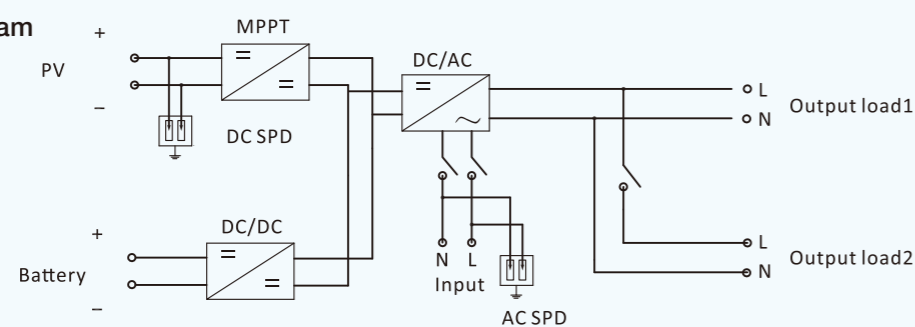 am
+
PV
−
MPPT
DC SPD
DC/AC
L
Output load1
N
+
Battery
−
DC/DC
N L
Input
AC SPD
L
Output load2
N